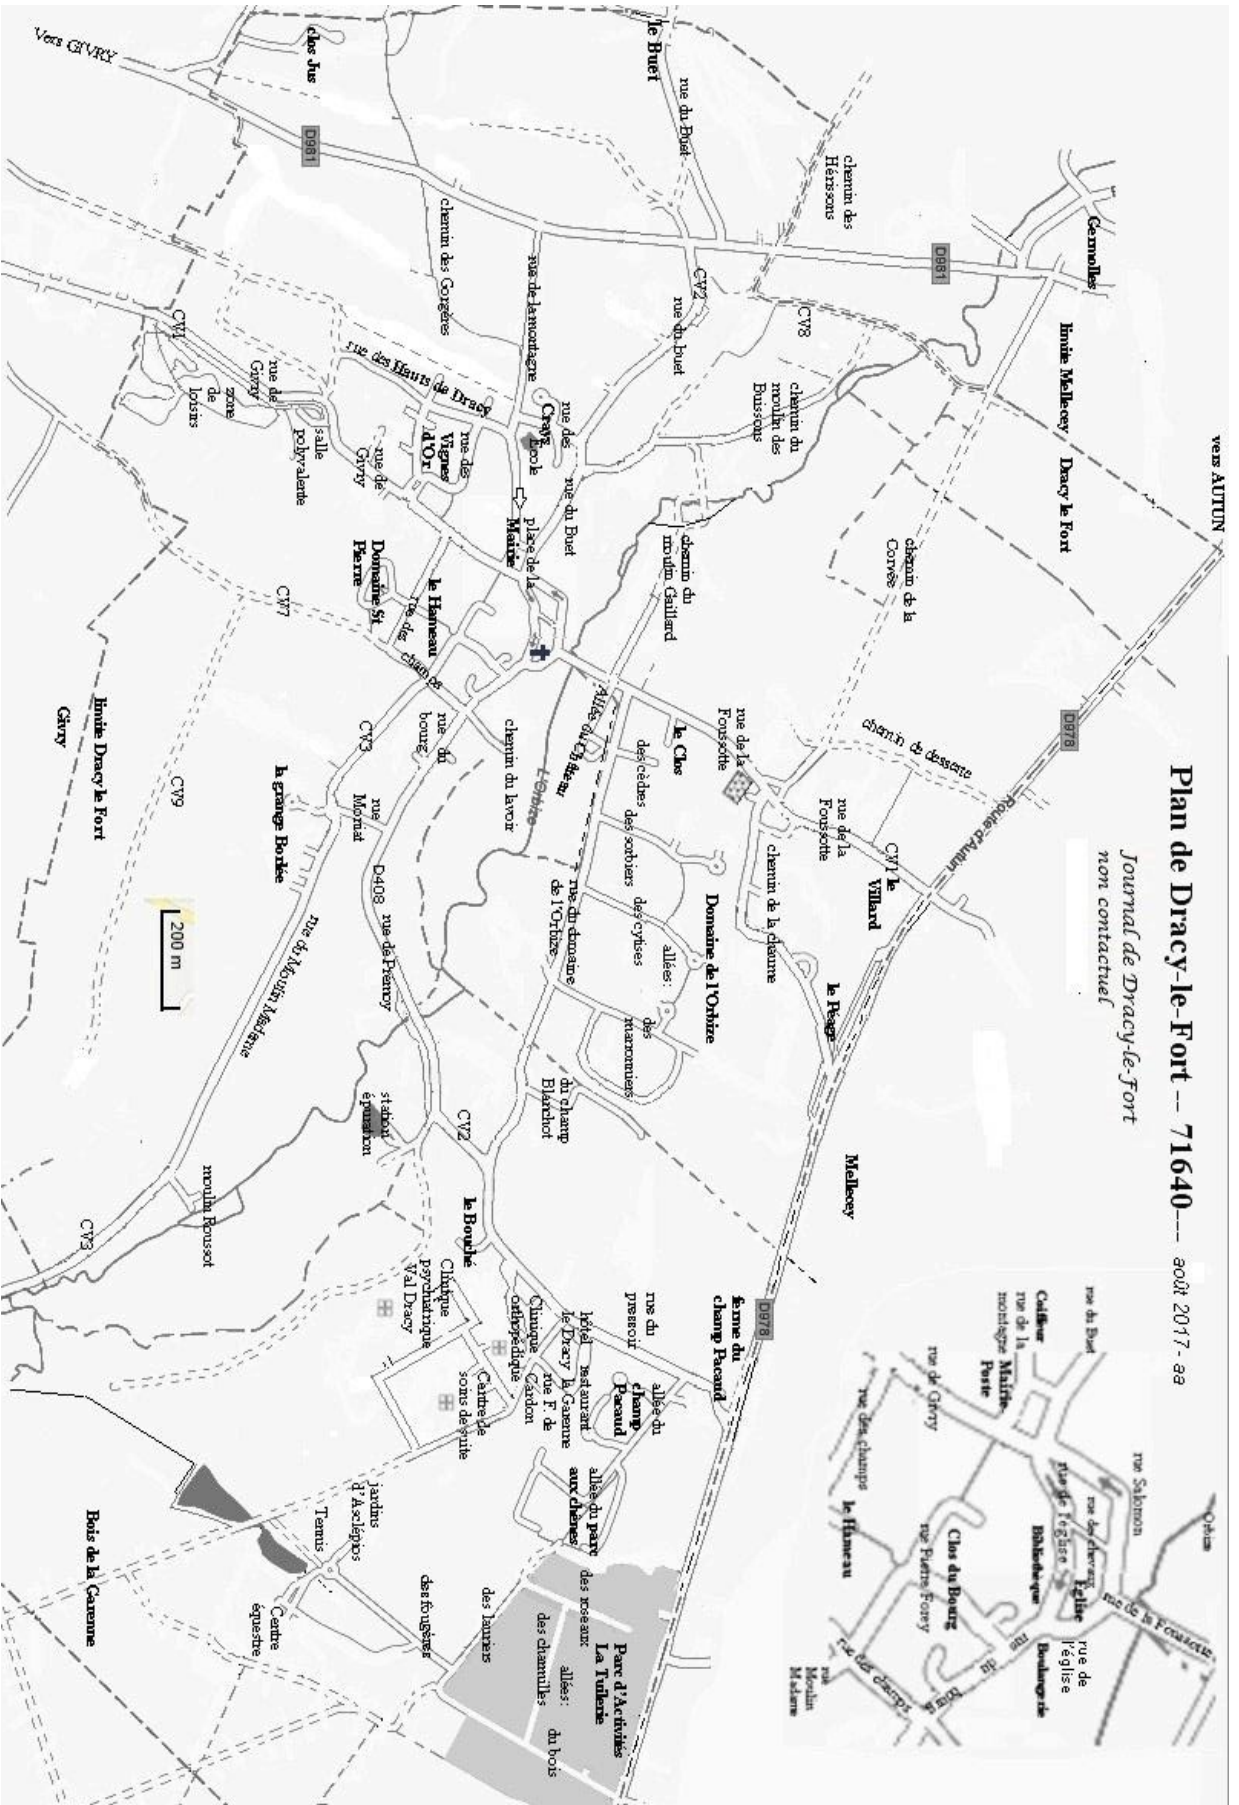 Plan de Dracy-le-Fort -- 71640---- août 2017 - aa
Journal de Dracy-le-Fort
non contactuel
vers AUTUN
Vers GIVRY
clos Jus
D981
le Buet
rue du Buet
chemin des
Hérissons
D981
Germolles
limite Mellecey Dracy le Fort
chemin des Gorgères
rue de la montagne
CV2
rue du buet
CV8
chemin du
moulin des
Buissons
CV1
rue de
Givry
zone
de
loisirs
rue des Hauts de Dracy
salle
polyvalente
rue de
Givry
rue des
Vignes
d'Or
rue des
Crays
Ecole
rue du Buet
place de la
Mairie
chemin du
moulin Gaillard
chemin de la
Corvée
D978
chemin de desserte
Route d'Autun
Domaine St
Pierre
le Hameau
rue des
champs
CV7
CV3
CV9
limite Dracy le Fort
Givry
rue du
bourg
chemin du lavoir
L'Orbize
Allée du Château
le Clos
rue de la
Foussotte
rue de la
Foussotte
CV1 le
Villard
des cèdres
des sorbiers
des cytises
allées:
des
marronniers
Domaine de l'Orbize
chemin de la chaume
le Péage
rue du domaine
de l'Orbize
la grange Bordée
rue
Morriat
D408
rue de Premoy
rue du Moulin Madame
200 m
du champ
Blanchot
station
épuration
CV2
le Bouché
moulin Roussot
CV3
Mellecey
D978
ferme du
champ Pacaud
rue du
pressoir
Clinique
psychiatrique
Val Dracy
Clinique
orthopédique
hôtel restaurant
le Dracy la Garenne
rue F. de
Cardon
Centre de
soins de suite
allée du
champ
Pacaud
allée du parc
aux chênes
jardins
d'Asclépios
Tennis
Centre
équestre
Bois de la Garenne
des fougères
des lauriers
des roseaux
allées:
des charmilles
du bois
Parc d'Activités
La Tuilerie
rue du Buet
Coiffeur
rue de la
montagne
Mairie
Poste
rue de Givry
rue des champs
le Hameau
rue Salomon
Orbize
rue de l'église
rue des chevaux
Bibliothèque
Eglise
Clos du Bourg
rue Pierre Forey
rue de la Foussotte
rue de
l'église
Boulangerie
rue du bourg
rue des champs
rue
Moulin
Madame